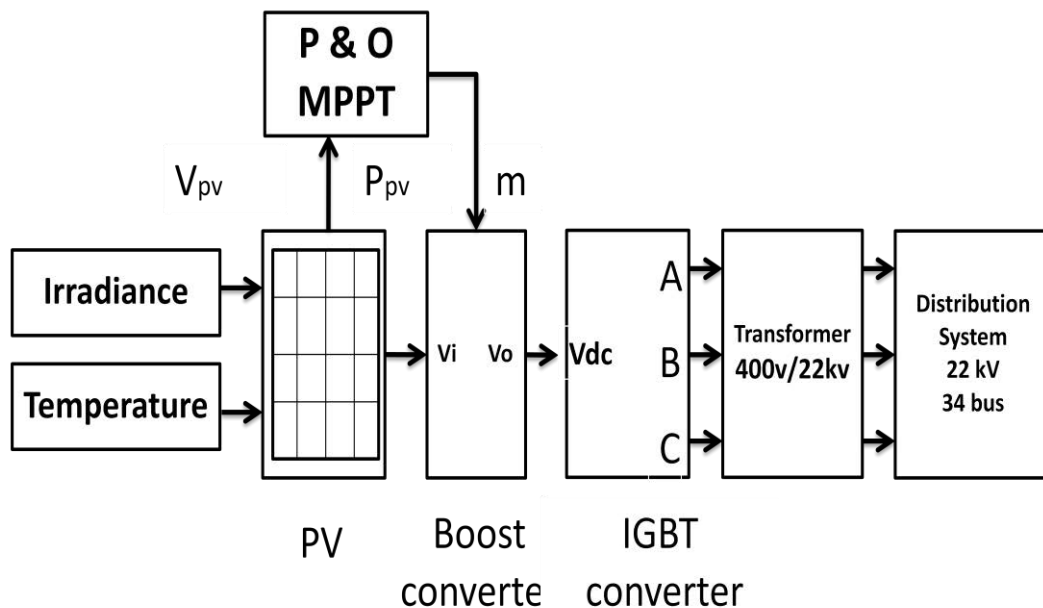 P & O
MPPT
Vpv
Ppv
m
Irradiance
Temperature
Vi
Vo
Vdc
A
B
C
Transformer
400v/22kv
Distribution
System
22 kV
34 bus
PV
Boost
converte
IGBT
converter